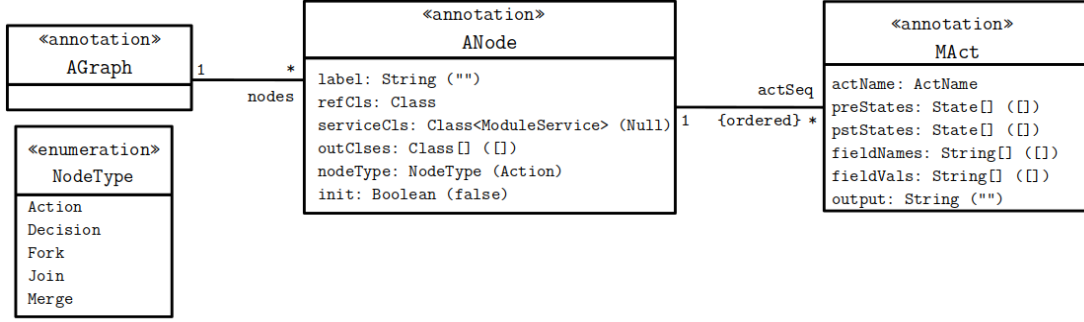 «annotation»
AGraph
1
*
nodes
«enumeration»
NodeType
Action
Decision
Fork
Join
Merge
«annotation»
ANode
label: String ("")
refCls: Class
serviceCls: Class<ModuleService> (Null)
outClses: Class[] ([])
nodeType: NodeType (Action)
init: Boolean (false)
actSeq
1
{ordered} *
«annotation»
MAct
actName: ActName
preStates: State[] ([])
pstStates: State[] ([])
fieldNames: String[] ([])
fieldVals: String[] ([])
output: String ("")